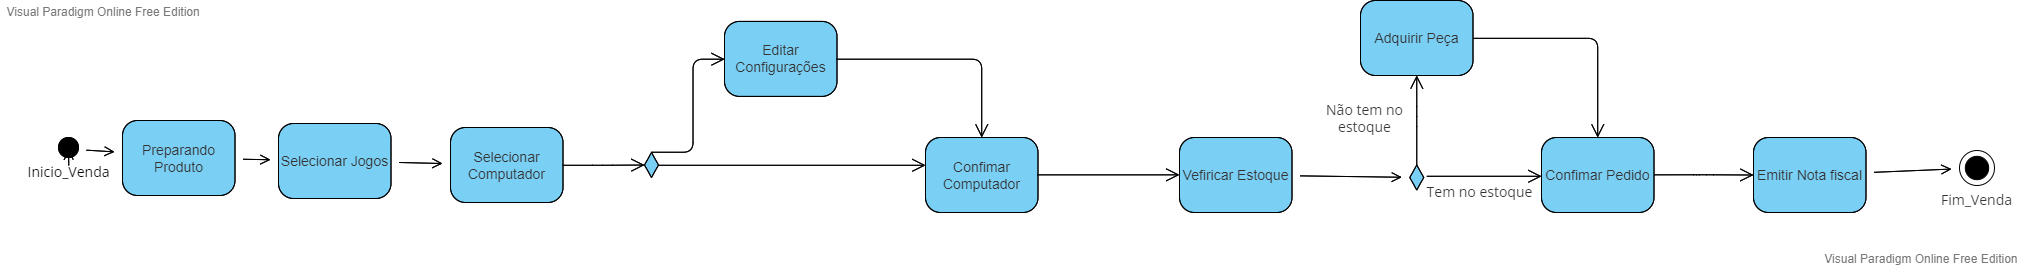 Visual Paradigm Online Free Edition
Inicio_Venda
Preparando
Produto
Selecionar Jogos
Selecionar
Computador
Editar
Configurações
Confimar
Computador
Vefiricar Estoque
Não tem no
estoque
Adquirir Peça
Tem no estoque
Confimar Pedido
Emitir Nota fiscal
Fim_Venda
Visual Paradigm Online Free Edition